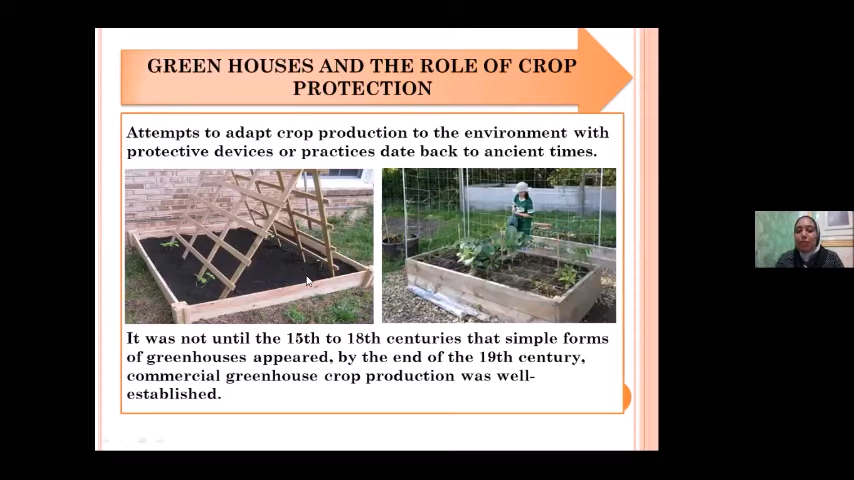 GREEN HOUSES AND THE ROLE OF CROP
PROTECTION
Attempts to adapt crop production to the environment with
protective devices or practices date back to ancient times.
It was not until the 15th to 18th centuries that simple forms
of greenhouses appeared, by the end of the 19th century,
commercial greenhouse crop production was well-
established.